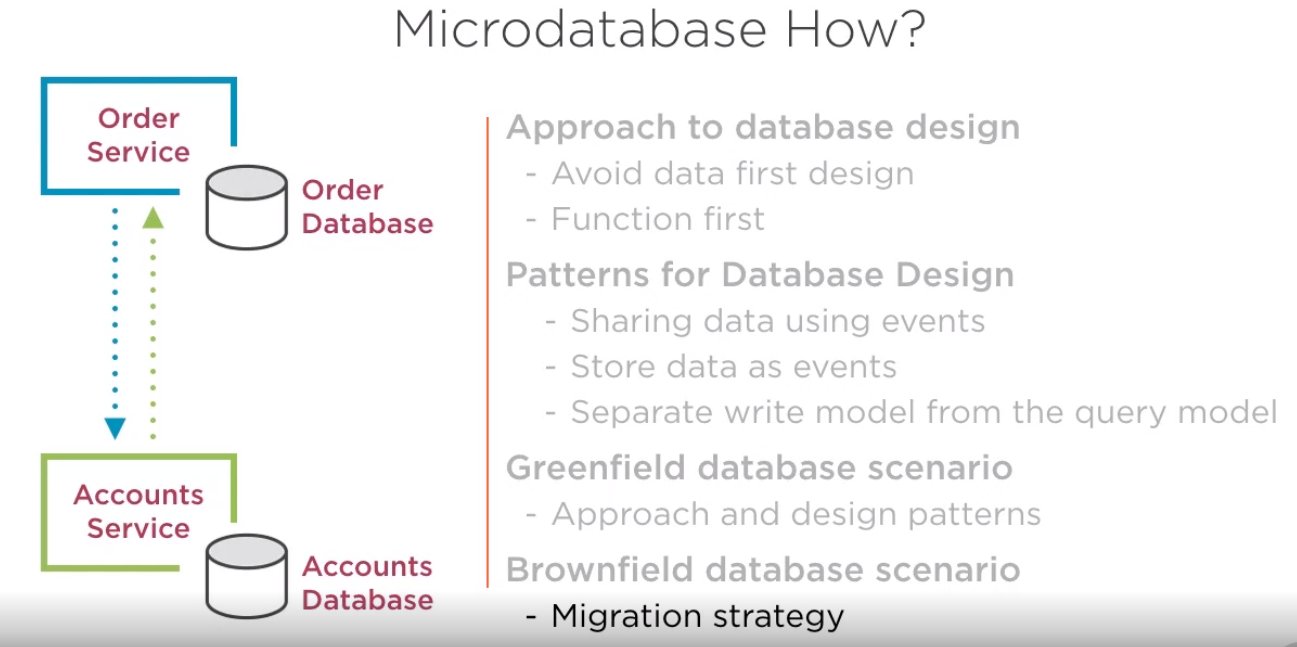 Microdatabase How?
Order
Service
Order
Database
Accounts
Service
Accounts
Database
Approach to database design
- Avoid data first design
- Function first
Patterns for Database Design
- Sharing data using events
- Store data as events
- Separate write model from the query model
Greenfield database scenario
- Approach and design patterns
Brownfield database scenario
- Migration strategy